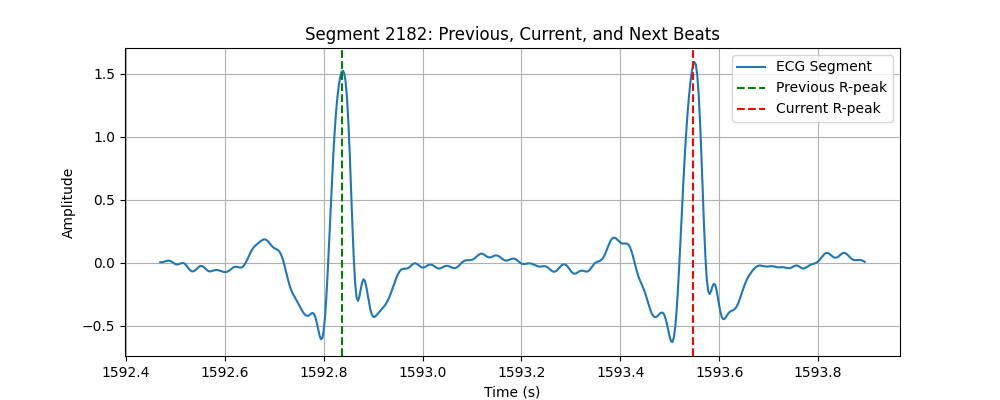 Segment 2182: Previous, Current, and Next Beats
ECG Segment
Previous R-peak
Current R-peak
1.5
1.0
0.5
0.0
−0.5
Amplitude
1592.4 1592.6 1592.8 1593.0 1593.2 1593.4 1593.6 1593.8
Time (s)